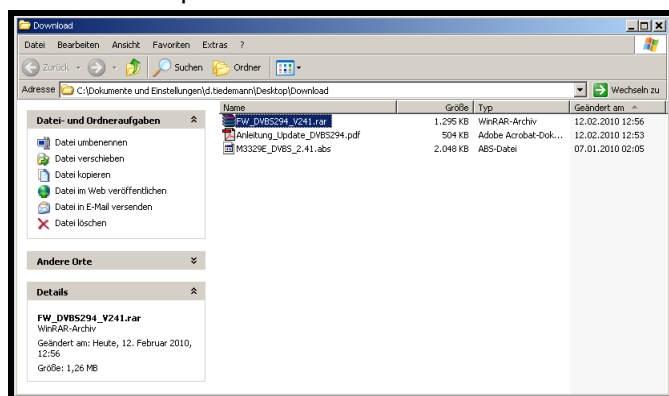 Download
Datei Bearbeiten Ansicht Favoriten Extras ?
Zurück Suchen Ordner
Adresse C:\Dokumente und Einstellungen\d.tiedemann\Desktop\Download Wechseln zu
Name Größe Typ Geändert am
FW_DVBS294_V241.rar 1.295 KB WinRAR-Archiv 12.02.2010 12:56
Anleitung_Update_DVBS294.pdf 504 KB Adobe Acrobat-Dok... 12.02.2010 12:53
M3329E_DVBS_2.41.abs 2.048 KB ABS-Datei 07.01.2010 02:05
Datei- und Ordneraufgaben
Datei umbenennen
Datei verschieben
Datei kopieren
Datei im Web veröffentlichen
Datei in E-Mail versenden
Datei löschen
Andere Orte
Details
FW_DVBS294_V241.rar
WinRAR-Archiv
Geändert am: Heute, 12. Februar 2010,
12:56
Größe: 1,26 MB